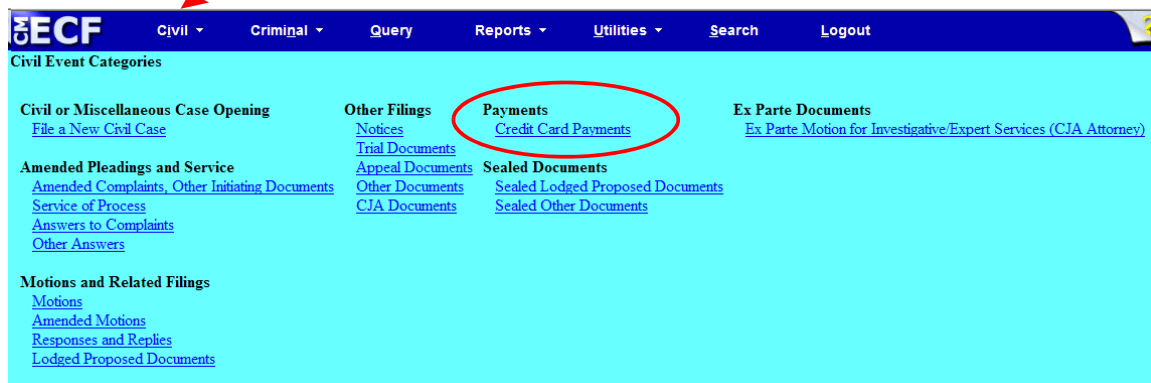 CM ECF Civil Criminal Query Reports Utilities Search Logout
Civil Event Categories
Civil or Miscellaneous Case Opening
File a New Civil Case
Amended Pleadings and Service
Amended Complaints, Other Initiating Documents
Service of Process
Answers to Complaints
Other Answers
Motions and Related Filings
Motions
Amended Motions
Responses and Replies
Lodged Proposed Documents
Other Filings
Notices
Trial Documents
Appeal Documents
Other Documents
CJA Documents
Payments
Credit Card Payments
Sealed Documents
Sealed Lodged Proposed Documents
Sealed Other Documents
Ex Parte Documents
Ex Parte Motion for Investigative/Expert Services (CJA Attorney)